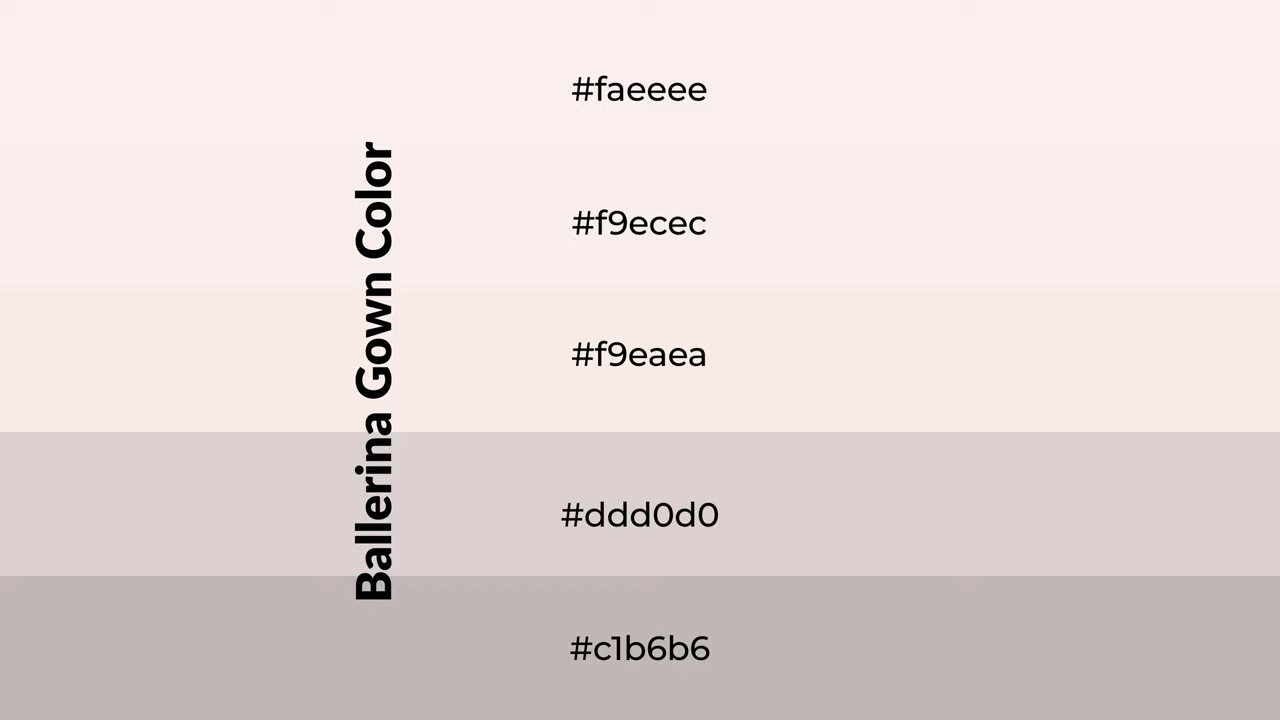 Ballerina Gown Color
#faeeee
#f9ecec
#f9eaea
#ddd0d0
#c1b6b6